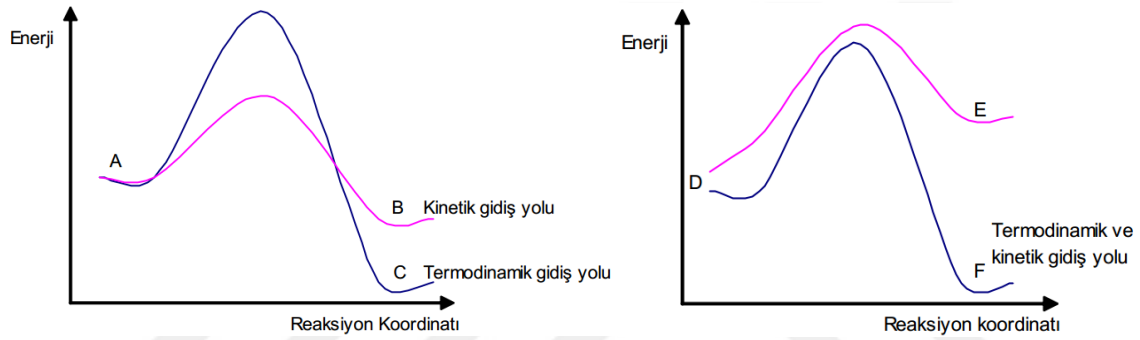 Enerji
A
B
Kinetik gidiş yolu
C
Termodinamik gidiş yolu
Reaksiyon Koordinatı
Enerji
D
E
Termodinamik ve
kinetik gidiş yolu
F
Reaksiyon koordinatı